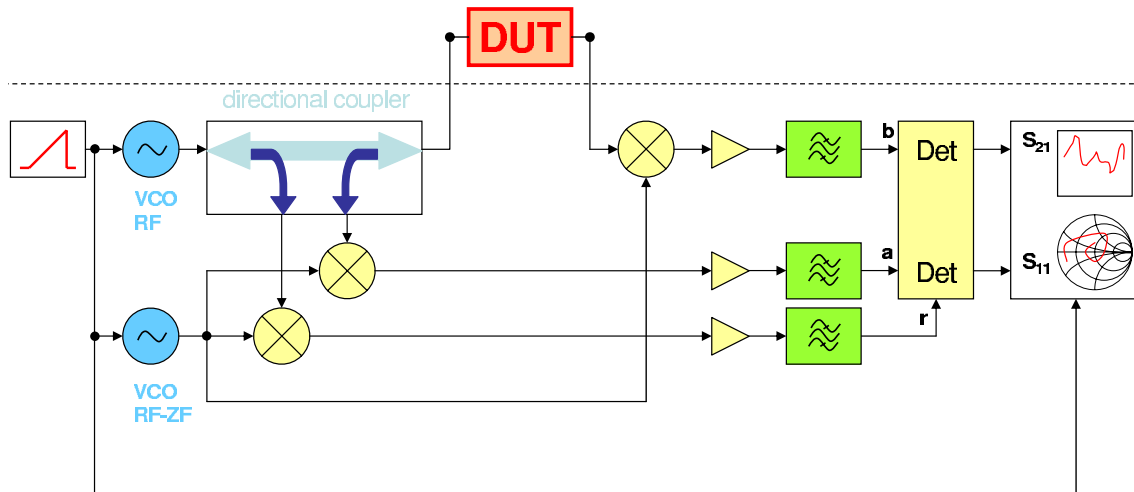 DUT
directional coupler
VCO
RF
VCO
RF-ZF
b
Det
a
Det
r
S21
S11